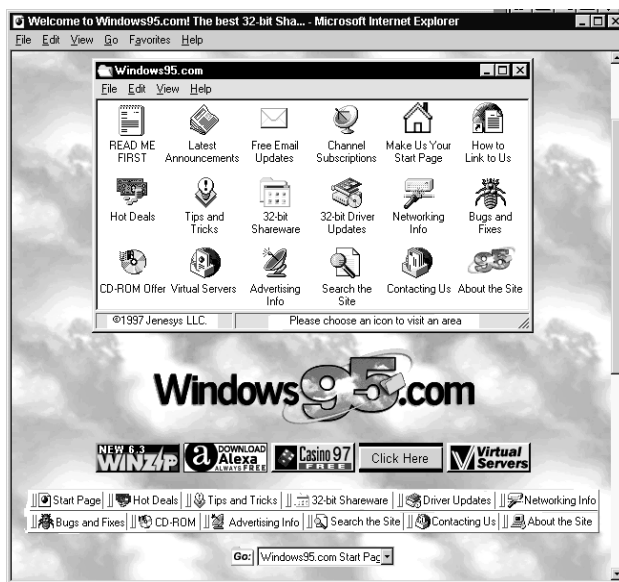 Welcome to Windows95.com! The best 32-bit Sha... - Microsoft Internet Explorer
File Edit View Go Favorites Help
Windows95.com
File Edit View Help
READ ME FIRST
Latest Announcements
Free Email Updates
Channel Subscriptions
Make Us Your Start Page
How to Link to Us
Hot Deals
Tips and Tricks
32-bit Shareware
32-bit Driver Updates
Networking Info
Bugs and Fixes
CD-ROM Offer
Virtual Servers
Advertising Info
Search the Site
Contacting Us
About the Site
©1997 Jenesys LLC. Please choose an icon to visit an area
Windows95.com
NEW 6.3
WINZIP
a DOWNLOAD
Alexa
ALWAYS FREE
Casino 97
FREE
Click Here
Virtual
Servers
Start Page Hot Deals Tips and Tricks 32-bit Shareware Driver Updates Networking Info
Bugs and Fixes CD-ROM Advertising Info Search the Site Contacting Us About the Site
Go: Windows95.com Start Pag